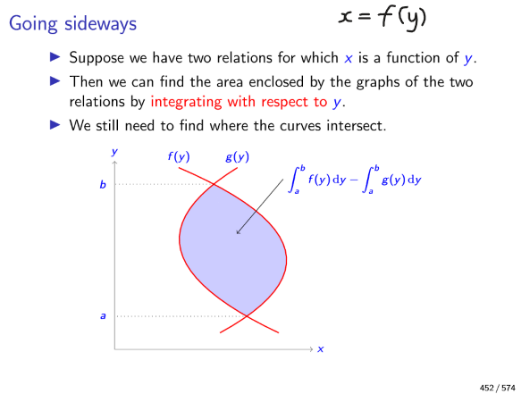 Going sideways
x = f(y)
Suppose we have two relations for which x is a function of y.
Then we can find the area enclosed by the graphs of the two
relations by integrating with respect to y.
We still need to find where the curves intersect.
y
f(y) g(y)
∫_a^b f(y) dy − ∫_a^b g(y) dy
b
a
x
452 / 574